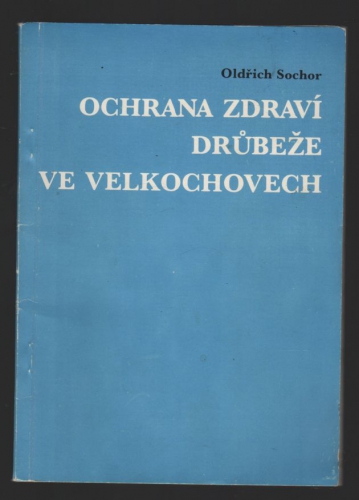 Oldřich Sochor
OCHRANA ZDRAVÍ
DRŮBEŽE
VE VELKOCHOVECH